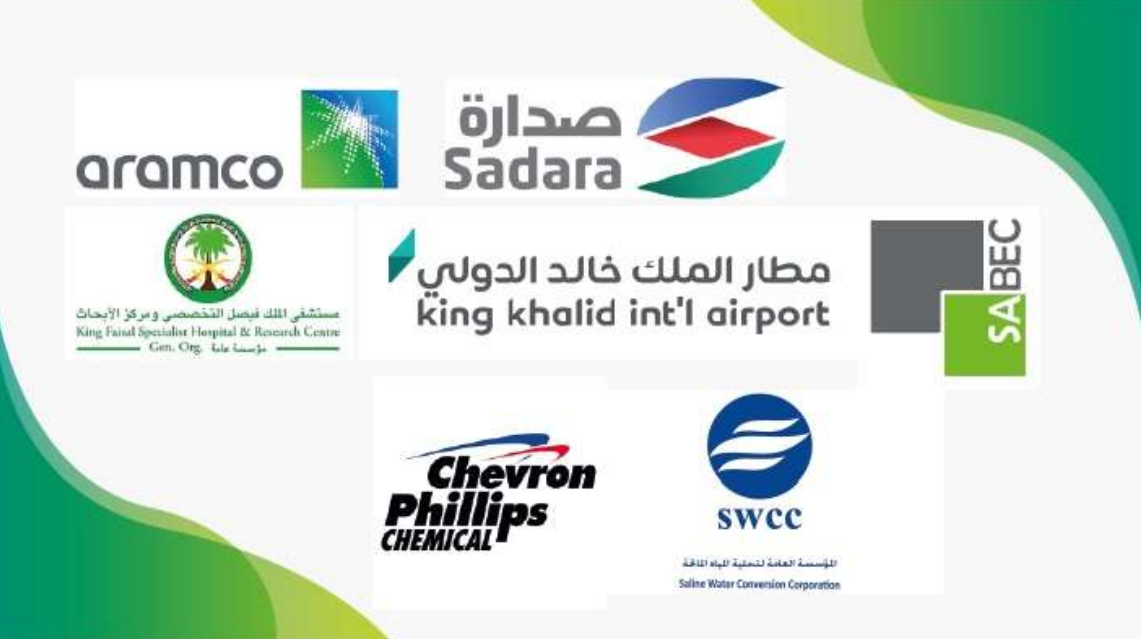 aramco
صدارة
Sadara
مستشفى الملك فيصل التخصصي ومركز الأبحاث
King Faisal Specialist Hospital & Research Centre
Gen. Org. مؤسسة عامة
مطار الملك خالد الدولي
king khalid int'l airport
SABEC
Chevron
Phillips
CHEMICAL
swcc
المؤسسة العامة لتحلية المياه المالحة
Saline Water Conversion Corporation